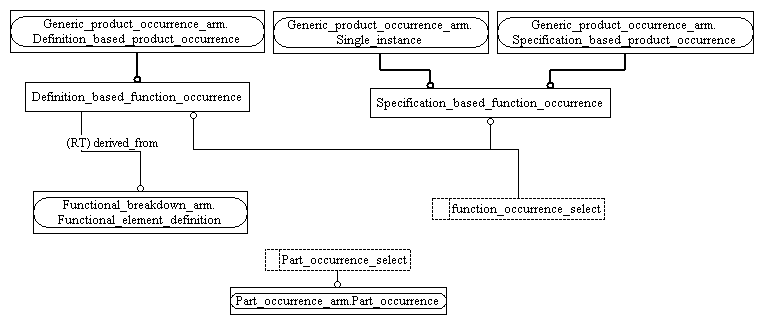 Generic_product_occurrence_arm.
Definition_based_product_occurrence
Generic_product_occurrence_arm.
Single_instance
Generic_product_occurrence_arm.
Specification_based_product_occurrence
Definition_based_function_occurrence
Specification_based_function_occurrence
(RT) derived_from
Functional_breakdown_arm.
Functional_element_definition
function_occurrence_select
Part_occurrence_select
Part_occurrence_arm.Part_occurrence